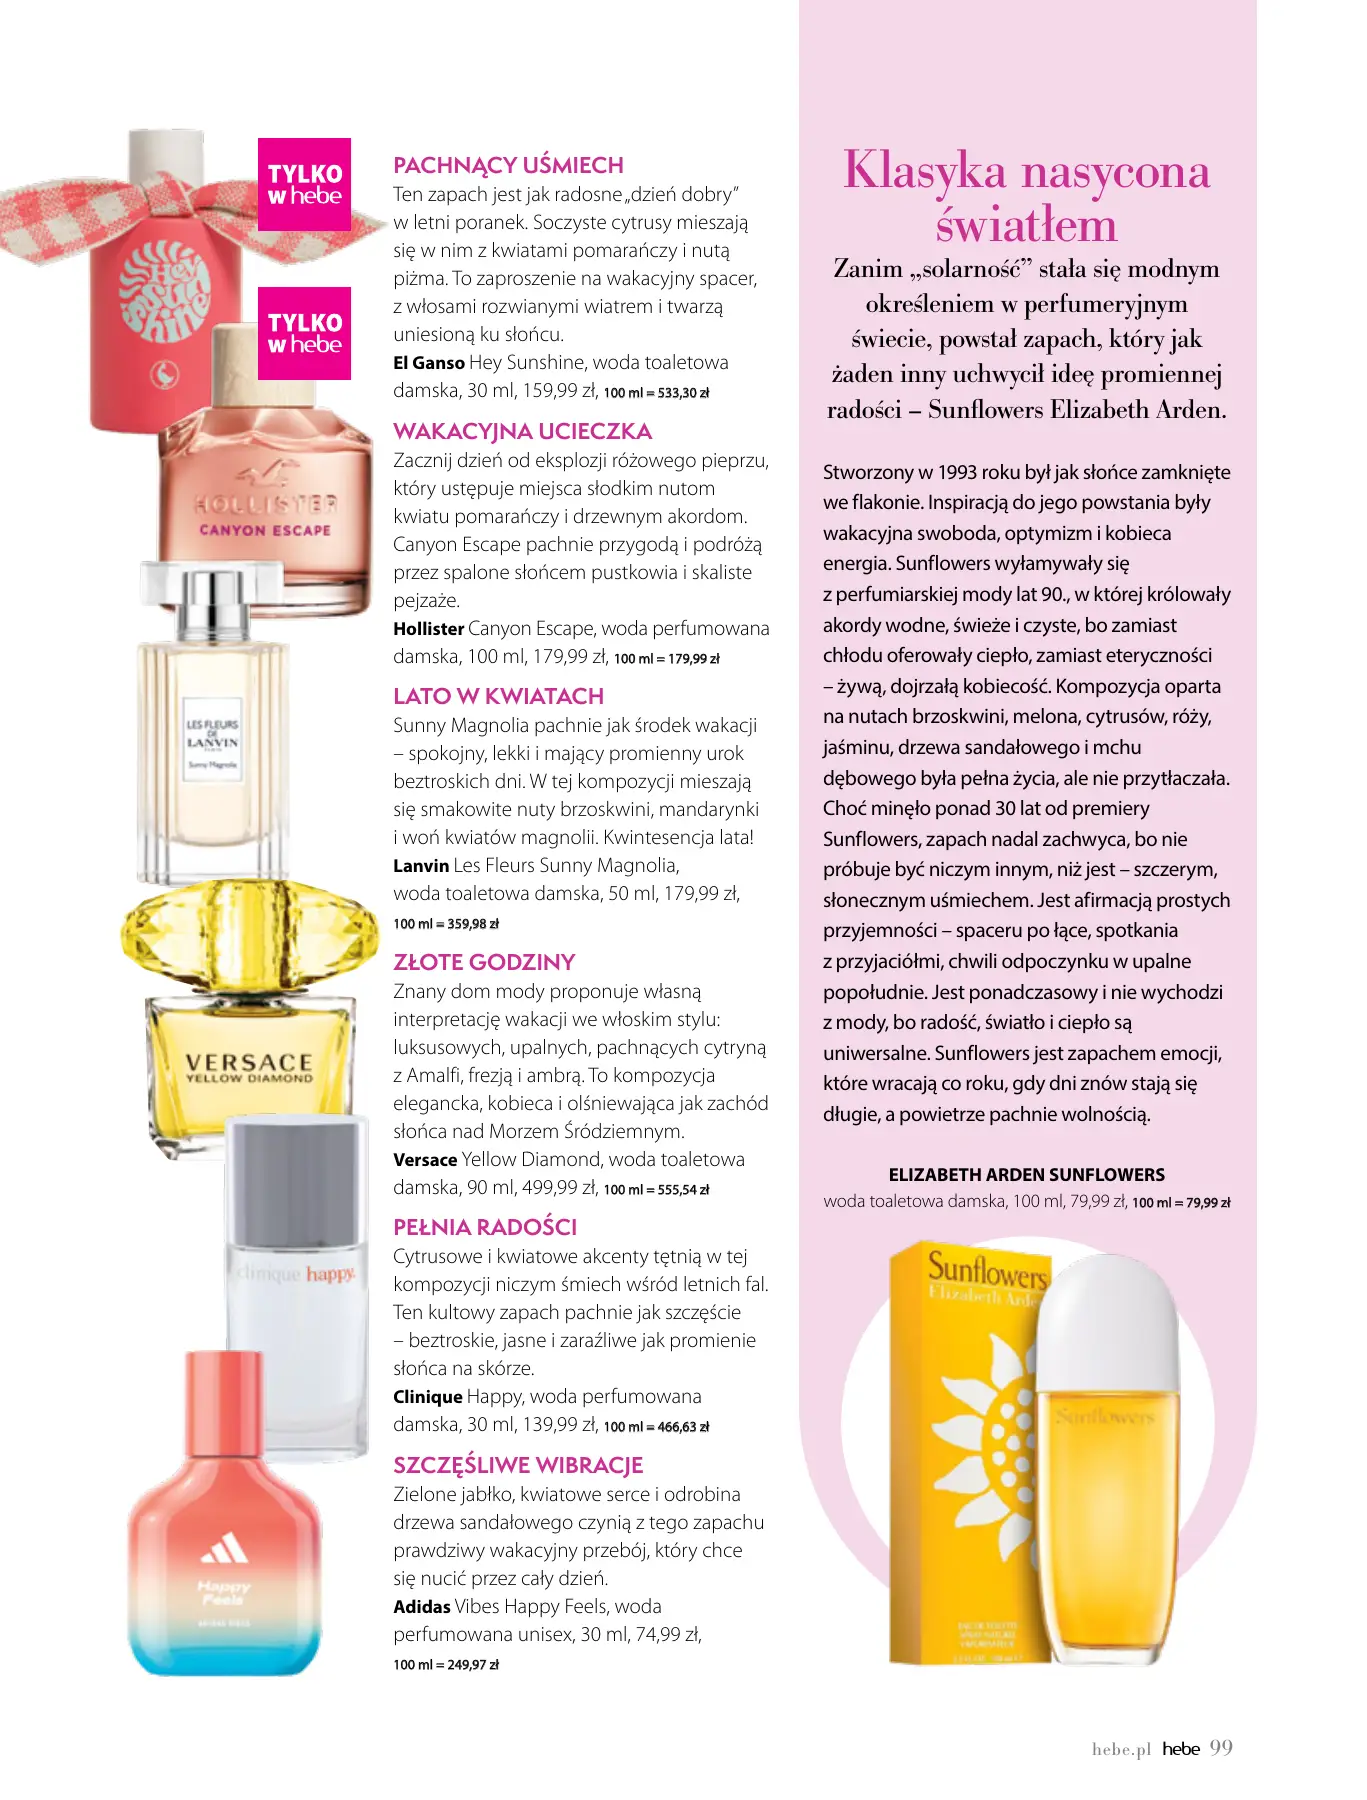 TYLKO
w hebe
Hey
Sun
shine
TYLKO
w hebe
HOLLISTER
CANYON ESCAPE
LES FLEURS
DE
LANVIN
PARIS
Sunny Magnolia
VERSACE
YELLOW DIAMOND
clinique happy.
Happy
Feels
PACHNĄCY UŚMIECH
Ten zapach jest jak radosne „dzień dobry”
w letni poranek. Soczyste cytrusy mieszają
się w nim z kwiatami pomarańczy i nutą
piżma. To zaproszenie na wakacyjny spacer,
z włosami rozwianymi wiatrem i twarzą
uniesioną ku słońcu.
El Ganso Hey Sunshine, woda toaletowa
damska, 30 ml, 159,99 zł, 100 ml = 533,30 zł
WAKACYJNA UCIECZKA
Zacznij dzień od eksplozji różowego pieprzu,
który ustępuje miejsca słodkim nutom
kwiatu pomarańczy i drzewnym akordom.
Canyon Escape pachnie przygodą i podróżą
przez spalone słońcem pustkowia i skaliste
pejzaże.
Hollister Canyon Escape, woda perfumowana
damska, 100 ml, 179,99 zł, 100 ml = 179,99 zł
LATO W KWIATACH
Sunny Magnolia pachnie jak środek wakacji
– spokojny, lekki i mający promienny urok
beztroskich dni. W tej kompozycji mieszają
się smakowite nuty brzoskwini, mandarynki
i woń kwiatów magnolii. Kwintesencja lata!
Lanvin Les Fleurs Sunny Magnolia,
woda toaletowa damska, 50 ml, 179,99 zł,
100 ml = 359,98 zł
ZŁOTE GODZINY
Znany dom mody proponuje własną
interpretację wakacji we włoskim stylu:
luksusowych, upalnych, pachnących cytryną
z Amalfi, frezją i ambrą. To kompozycja
elegancka, kobieca i olśniewająca jak zachód
słońca nad Morzem Śródziemnym.
Versace Yellow Diamond, woda toaletowa
damska, 90 ml, 499,99 zł, 100 ml = 555,54 zł
PEŁNIA RADOŚCI
Cytrusowe i kwiatowe akcenty tętnią w tej
kompozycji niczym śmiech wśród letnich fal.
Ten kultowy zapach pachnie jak szczęście
– beztroskie, jasne i zaraźliwe jak promienie
słońca na skórze.
Clinique Happy, woda perfumowana
damska, 30 ml, 139,99 zł, 100 ml = 466,63 zł
SZCZĘŚLIWE WIBRACJE
Zielone jabłko, kwiatowe serce i odrobina
drzewa sandałowego czynią z tego zapachu
prawdziwy wakacyjny przebój, który chce
się nucić przez cały dzień.
Adidas Vibes Happy Feels, woda
perfumowana unisex, 30 ml, 74,99 zł,
100 ml = 249,97 zł
Klasyka nasycona
światłem
Zanim „solarność” stała się modnym
określeniem w perfumeryjnym
świecie, powstał zapach, który jak
żaden inny uchwycił ideę promiennej
radości – Sunflowers Elizabeth Arden.
Stworzony w 1993 roku był jak słońce zamknięte
we flakonie. Inspiracją do jego powstania były
wakacyjna swoboda, optymizm i kobieca
energia. Sunflowers wyłamywały się
z perfumiarskiej mody lat 90., w której królowały
akordy wodne, świeże i czyste, bo zamiast
chłodu oferowały ciepło, zamiast eteryczności
– żywą, dojrzałą kobiecość. Kompozycja oparta
na nutach brzoskwini, melona, cytrusów, róży,
jaśminu, drzewa sandałowego i mchu
dębowego była pełna życia, ale nie przytłaczała.
Choć minęło ponad 30 lat od premiery
Sunflowers, zapach nadal zachwyca, bo nie
próbuje być niczym innym, niż jest – szczerym,
słonecznym uśmiechem. Jest afirmacją prostych
przyjemności – spaceru po łące, spotkania
z przyjaciółmi, chwili odpoczynku w upalne
popołudnie. Jest ponadczasowy i nie wychodzi
z mody, bo radość, światło i ciepło są
uniwersalne. Sunflowers jest zapachem emocji,
które wracają co roku, gdy dni znów stają się
długie, a powietrze pachnie wolnością.
ELIZABETH ARDEN SUNFLOWERS
woda toaletowa damska, 100 ml, 79,99 zł, 100 ml = 79,99 zł
Sunflowers
Elizabeth Arde
Sunflowers
hebe.pl hebe 99